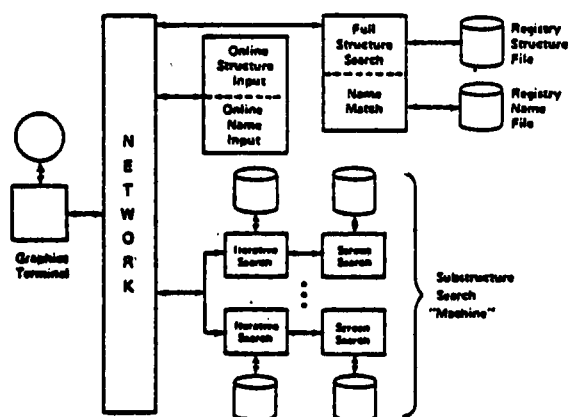 Full
Structure
Search
Name
Match
Registry
Structure
File
Registry
Name
File
Online
Structure
Input
Online
Name
Input
NETWORK
Graphics
Terminal
Iterative
Search
Screen
Search
Iterative
Search
Screen
Search
Substructure
Search
"Machine"